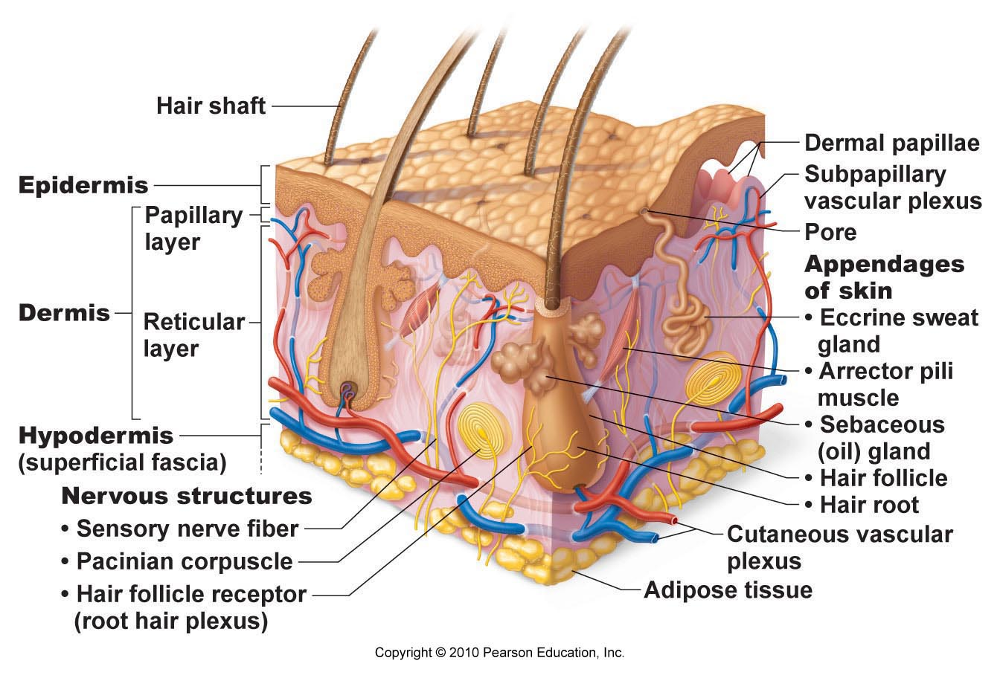 Hair shaft
Epidermis
Papillary
layer
Dermis
Reticular
layer
Hypodermis
(superficial fascia)
Nervous structures
• Sensory nerve fiber
• Pacinian corpuscle
• Hair follicle receptor
(root hair plexus)
Dermal papillae
Subpapillary
vascular plexus
Pore
Appendages
of skin
• Eccrine sweat
gland
• Arrector pili
muscle
• Sebaceous
(oil) gland
• Hair follicle
• Hair root
Cutaneous vascular
plexus
Adipose tissue
Copyright © 2010 Pearson Education, Inc.